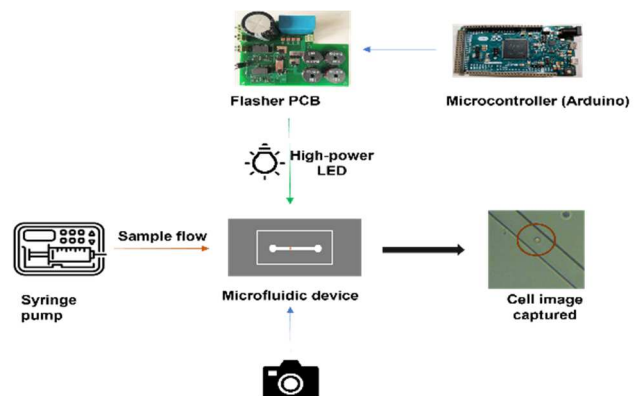 Flasher PCB
Microcontroller (Arduino)
High-power
LED
Sample flow
Syringe
pump
Microfluidic device
Cell image
captured